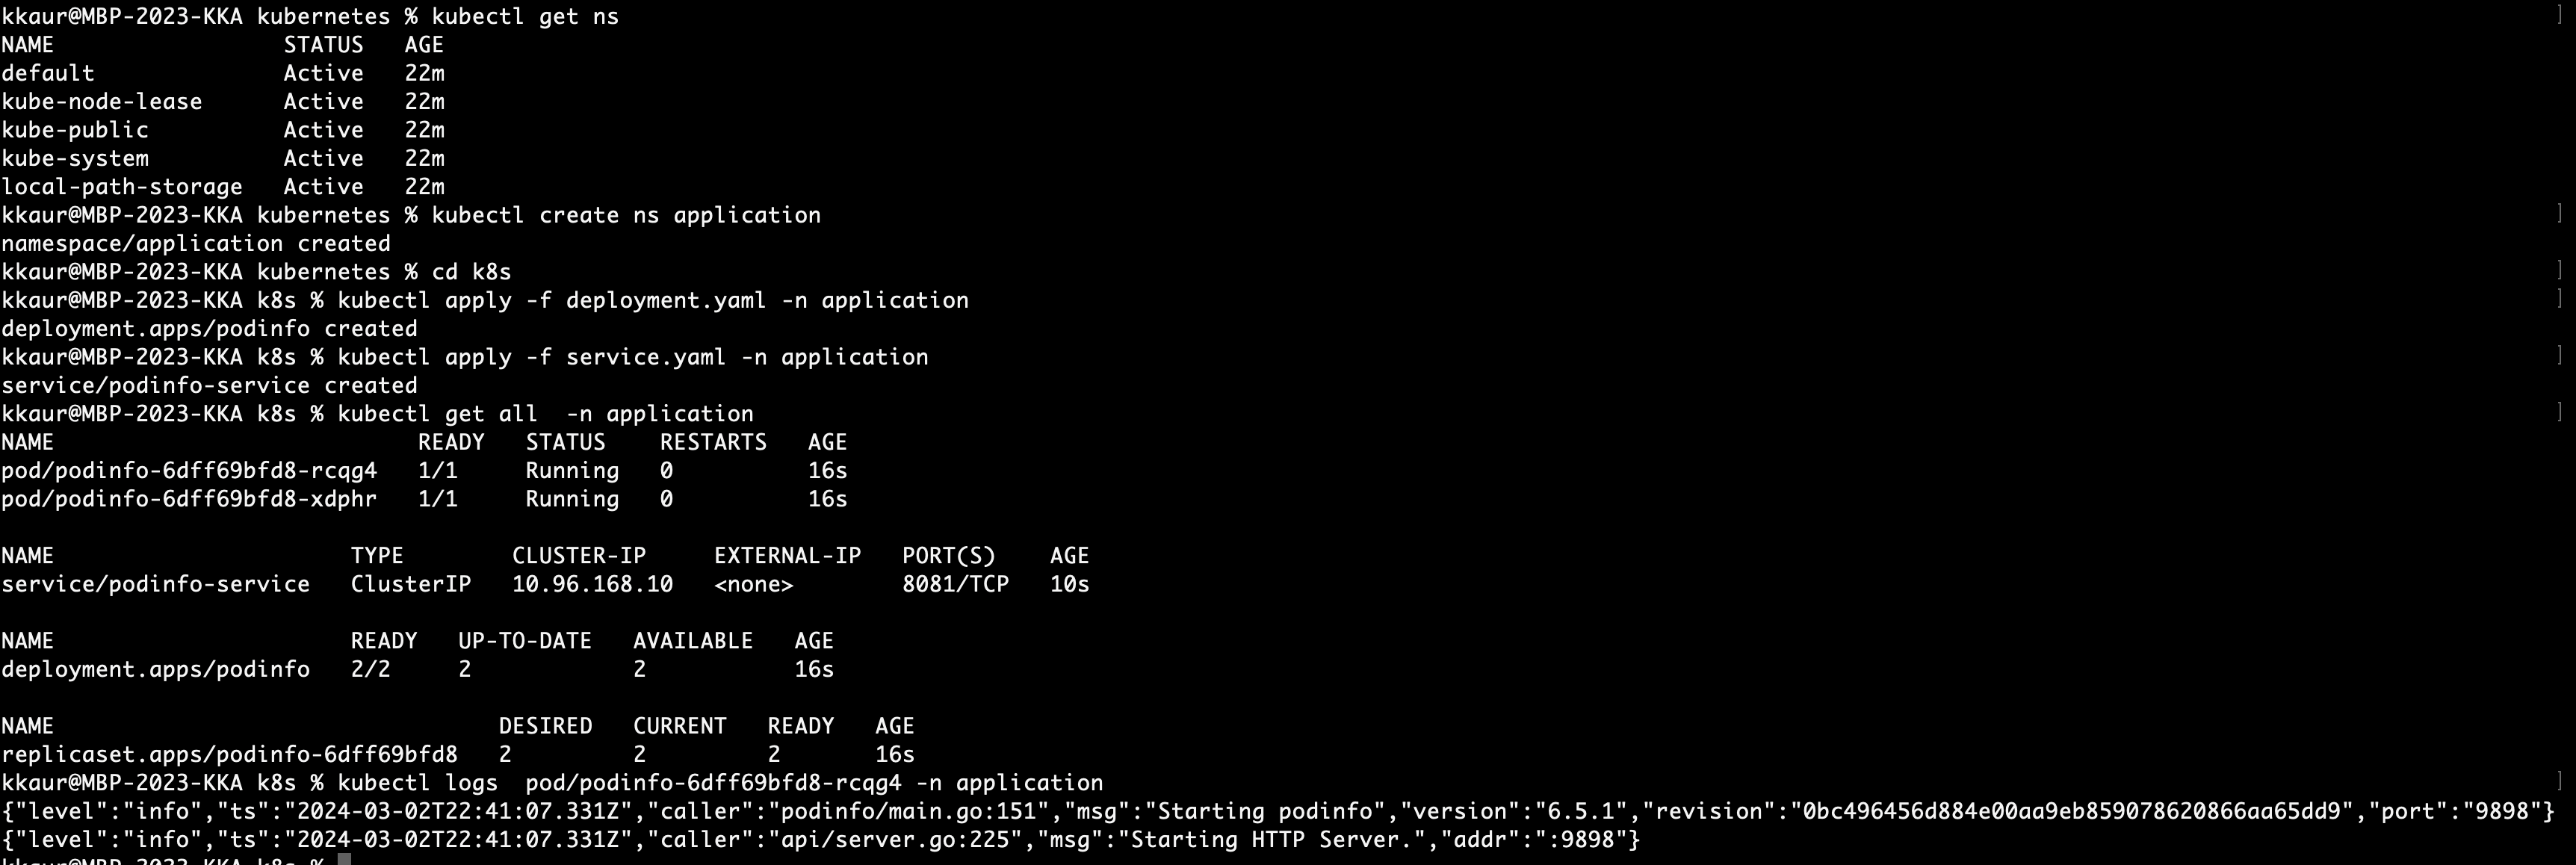 kkaur@MBP-2023-KKA kubernetes % kubectl get ns ]
NAME STATUS AGE
default Active 22m
kube-node-lease Active 22m
kube-public Active 22m
kube-system Active 22m
local-path-storage Active 22m
kkaur@MBP-2023-KKA kubernetes % kubectl create ns application ]
namespace/application created
kkaur@MBP-2023-KKA kubernetes % cd k8s ]
kkaur@MBP-2023-KKA k8s % kubectl apply -f deployment.yaml -n application ]
deployment.apps/podinfo created
kkaur@MBP-2023-KKA k8s % kubectl apply -f service.yaml -n application ]
service/podinfo-service created
kkaur@MBP-2023-KKA k8s % kubectl get all  -n application ]
NAME READY STATUS RESTARTS AGE
pod/podinfo-6dff69bfd8-rcqg4 1/1 Running 0 16s
pod/podinfo-6dff69bfd8-xdphr 1/1 Running 0 16s
NAME TYPE CLUSTER-IP EXTERNAL-IP PORT(S) AGE
service/podinfo-service ClusterIP 10.96.168.10 <none> 8081/TCP 10s
NAME READY UP-TO-DATE AVAILABLE AGE
deployment.apps/podinfo 2/2 2 2 16s
NAME DESIRED CURRENT READY AGE
replicaset.apps/podinfo-6dff69bfd8 2 2 2 16s
kkaur@MBP-2023-KKA k8s % kubectl logs  pod/podinfo-6dff69bfd8-rcqg4 -n application ]
{"level":"info","ts":"2024-03-02T22:41:07.331Z","caller":"podinfo/main.go:151","msg":"Starting podinfo","version":"6.5.1","revision":"0bc496456d884e00aa9eb859078620866aa65dd9","port":"9898"}
{"level":"info","ts":"2024-03-02T22:41:07.331Z","caller":"api/server.go:225","msg":"Starting HTTP Server.","addr":":9898"}
kkaur@MBP-2023-KKA k8s %